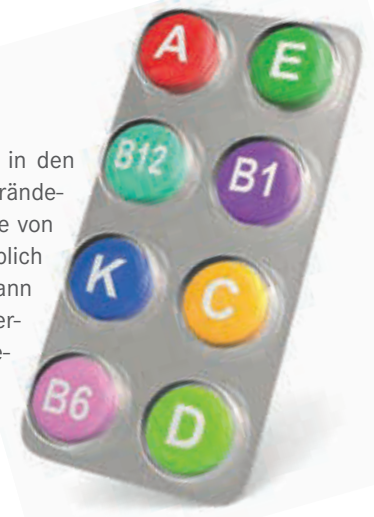 A E
in den
B12 B1
rände-
e von
blich
K C
ann
er-
e-
B6 D